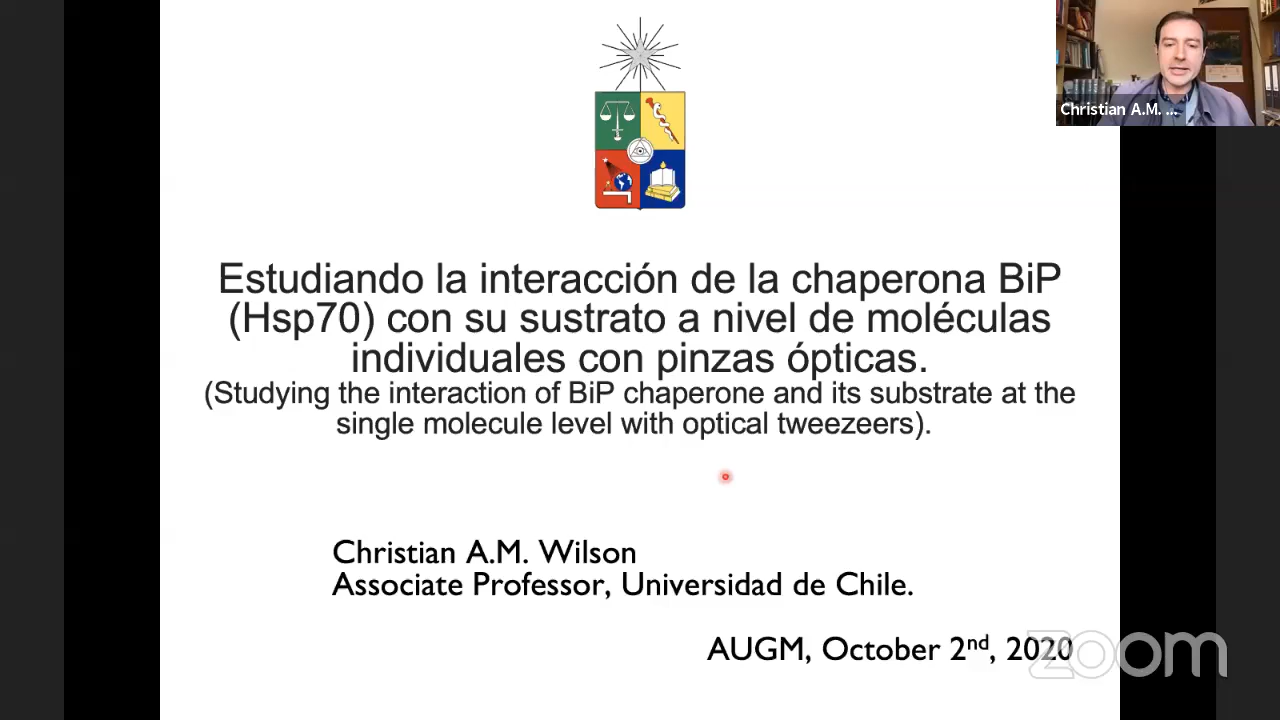 Christian A.M. ...
Estudiando la interacción de la chaperona BiP
(Hsp70) con su sustrato a nivel de moléculas
individuales con pinzas ópticas.
(Studying the interaction of BiP chaperone and its substrate at the
single molecule level with optical tweezeers).
Christian A.M. Wilson
Associate Professor, Universidad de Chile.
AUGM, October 2nd, 2020
zoom